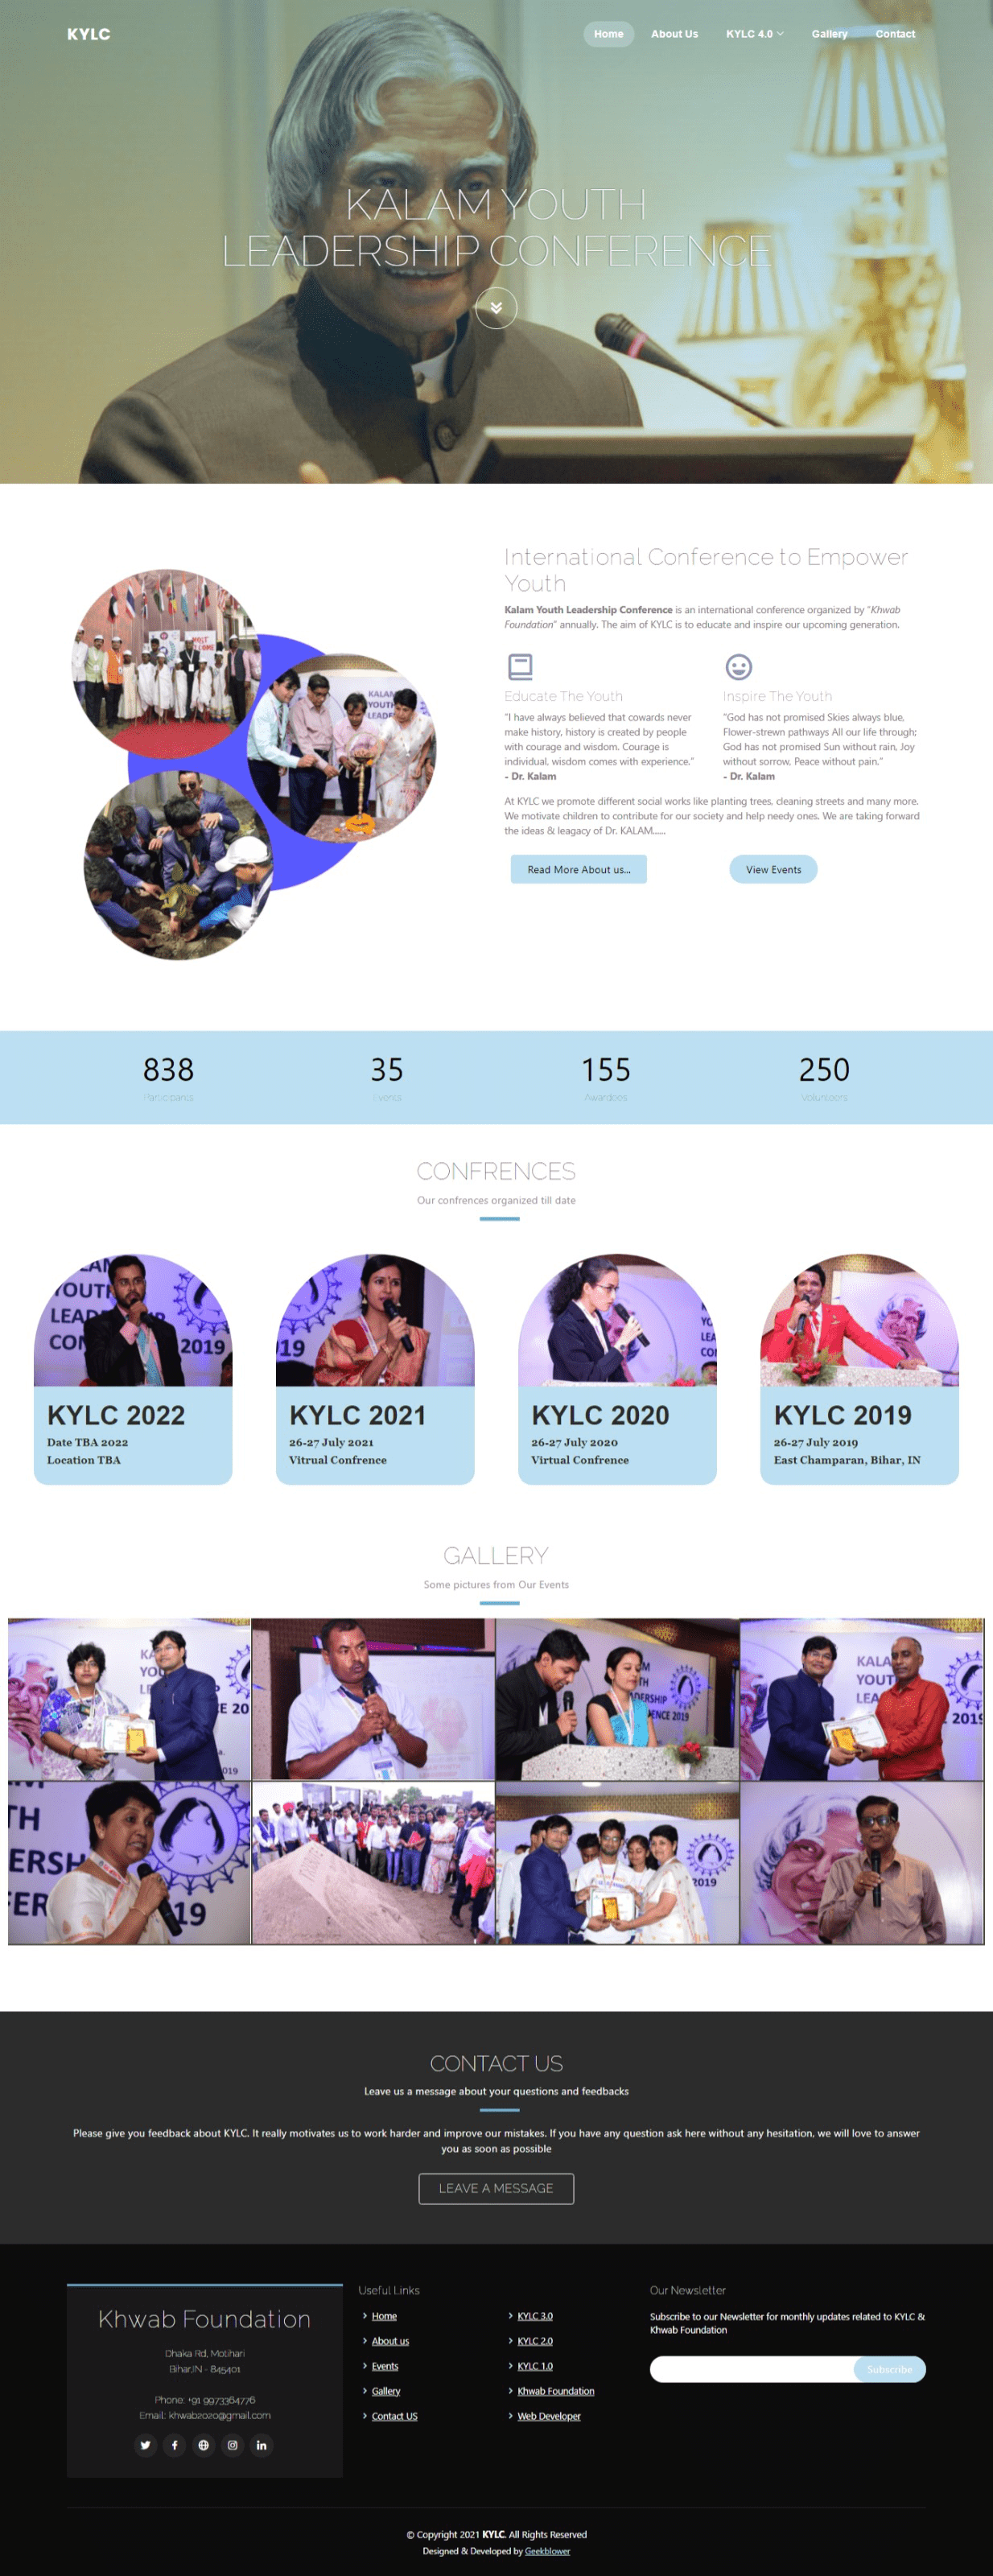 KYLC
Home About Us KYLC 4.0 Gallery Contact
KALAM YOUTH
LEADERSHIP CONFERENCE
International Conference to Empower
Youth
Kalam Youth Leadership Conference is an international conference organized by "Khwab
Foundation" annually. The aim of KYLC is to educate and inspire our upcoming generation.
MOST
KALAM
YOUTH
LEADE
Educate The Youth
"I have always believed that cowards never
make history, history is created by people
with courage and wisdom. Courage is
individual, wisdom comes with experience."
- Dr. Kalam
Inspire The Youth
"God has not promised Skies always blue,
Flower-strewn pathways All our life through;
God has not promised Sun without rain, Joy
without sorrow, Peace without pain."
- Dr. Kalam
At KYLC we promote different social works like planting trees, cleaning streets and many more.
We motivate children to contribute for our society and help needy ones. We are taking forward
the ideas & leagacy of Dr. KALAM......
Read More About us...
View Events
838 35 155 250
Participants Events Awardees Volunteers
CONFRENCES
Our confrences organized till date
2019
19
KYLC 2022
Date TBA 2022
Location TBA
KYLC 2021
26-27 July 2021
Vitrual Confrence
KYLC 2020
26-27 July 2020
Virtual Confrence
KYLC 2019
26-27 July 2019
East Champaran, Bihar, IN
GALLERY
Some pictures from Our Events
KALA
YOUT
LEA
2019
TH
ERSH
FER
19
2019
CONTACT US
Leave us a message about your questions and feedbacks
Please give you feedback about KYLC. It really motivates us to work harder and improve our mistakes. If you have any question ask here without any hesitation, we will love to answer
you as soon as possible
LEAVE A MESSAGE
Khwab Foundation
Dhaka Rd, Motihari
Bihar,IN - 845401
Phone: +91 9973364776
Email: khwab2020@gmail.com
Useful Links
Home
About us
Events
Gallery
Contact US
KYLC 3.0
KYLC 2.0
KYLC 1.0
Khwab Foundation
Web Developer
Our Newsletter
Subscribe to our Newsletter for monthly updates related to KYLC &
Khwab Foundation
Subscribe
© Copyright 2021 KYLC. All Rights Reserved
Designed & Developed by Geekblower